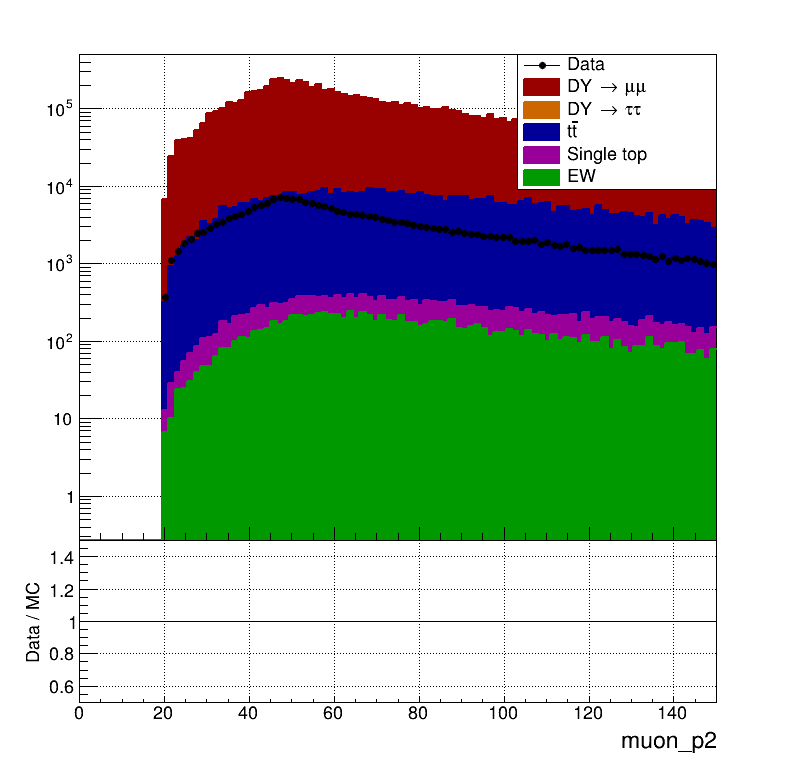 Data
DY → μμ
DY → ττ
tt̄
Single top
EW
10⁵
10⁴
10³
10²
10
1
1.4
1.2
1
0.8
0.6
Data / MC
0 20 40 60 80 100 120 140
muon_p2